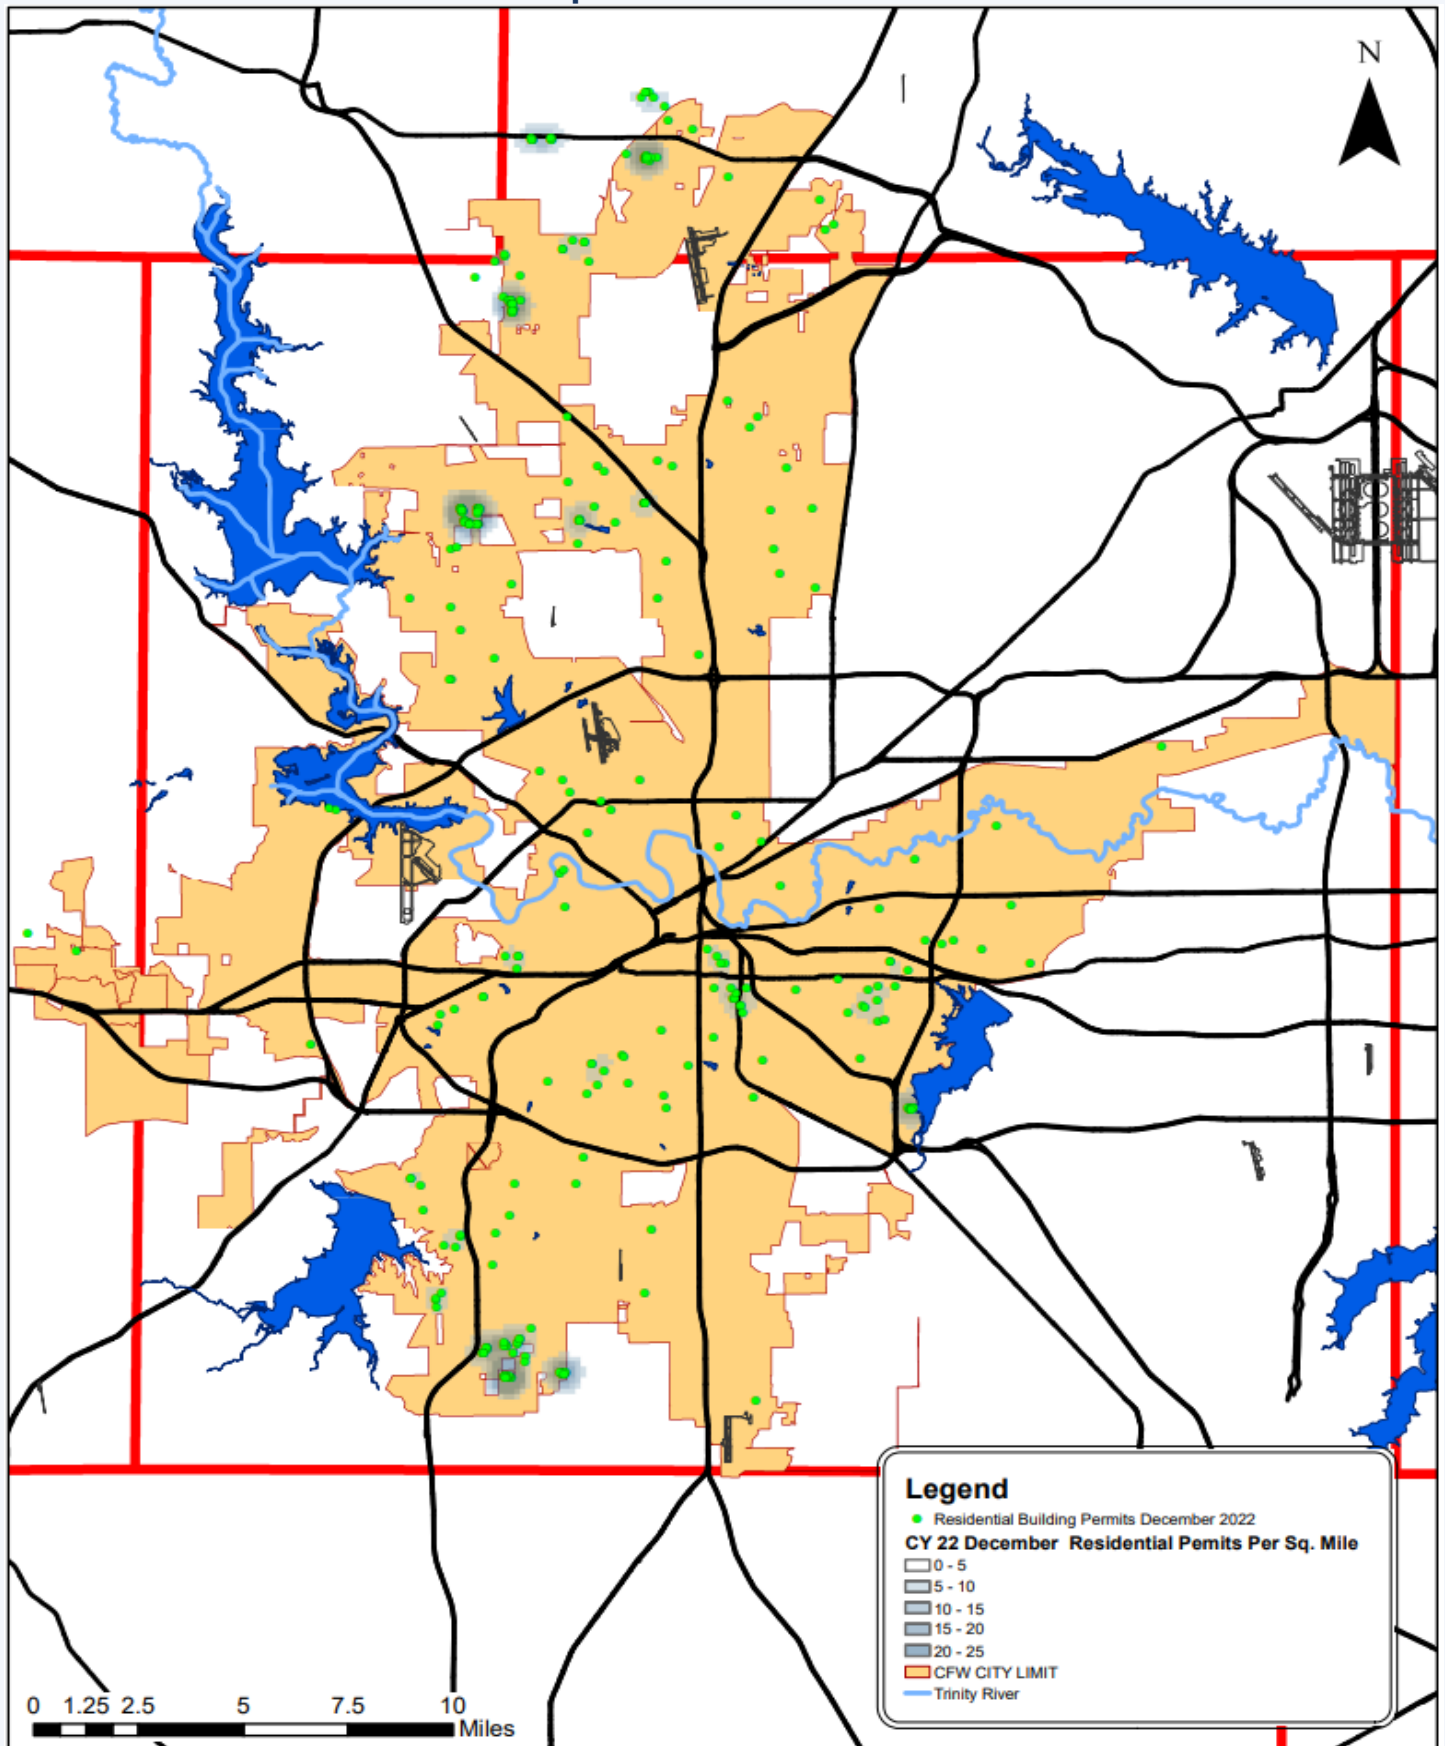 N
Legend
Residential Building Permits December 2022
CY 22 December Residential Pemits Per Sq. Mile
0 - 5
5 - 10
10 - 15
15 - 20
20 - 25
CFW CITY LIMIT
Trinity River
0 1.25 2.5 5 7.5 10
Miles